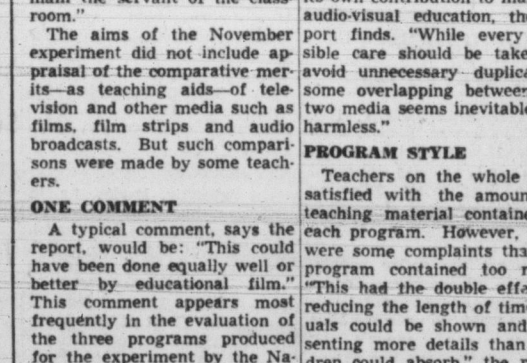 room."
The aims of the November
experiment did not include ap-
praisal of the comparative mer-
its—as teaching aids—of tele-
vision and other media such as
films, film strips and audio
broadcasts. But such compari-
sons were made by some teach-
ers.
ONE COMMENT
A typical comment, says the
report, would be: "This could
have been done equally well or
better by educational film."
This comment appears most
frequently in the evaluation of
the three programs produced
for the experiment by the Na-
audio-visual education, th
port finds. "While every
sible care should be take
avoid unnecessary duplic
some overlapping between
two media seems inevitable
harmless."
PROGRAM STYLE
Teachers on the whole
satisfied with the amoun
teaching material containe
each program. However,
were some complaints tha
program contained too
"This had the double effe
reducing the length of tim
uals could be shown and
senting more details than
dren could absorb," the